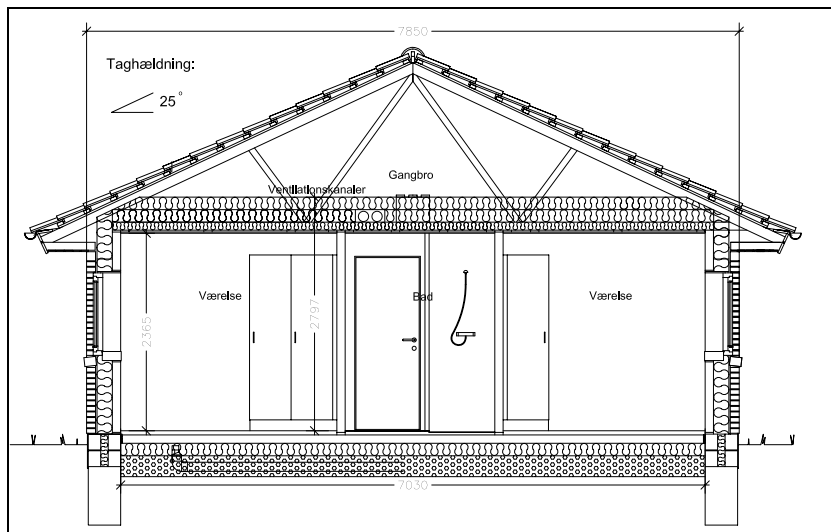 7850
Taghældning:
25°
Gangbro
Ventilationskanaler
Værelse
Bad
Værelse
2365
2797
7030